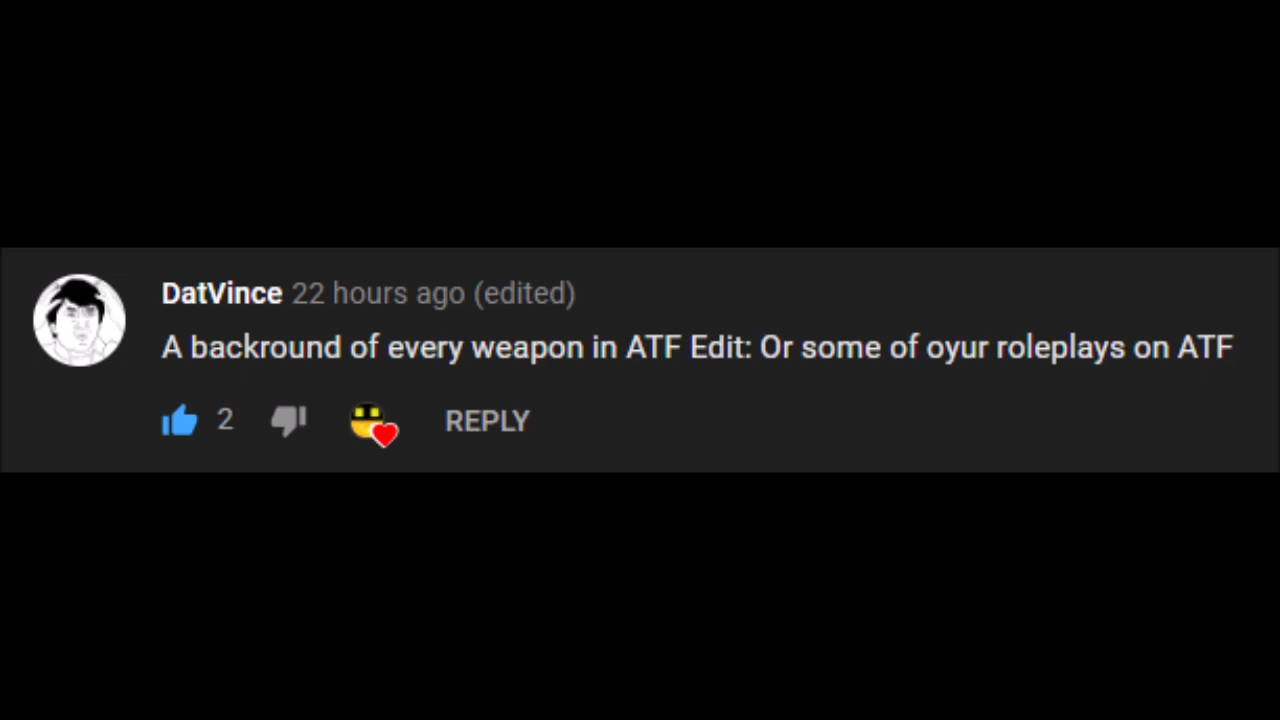 DatVince 22 hours ago (edited)
A backround of every weapon in ATF Edit: Or some of oyur roleplays on ATF
2 REPLY